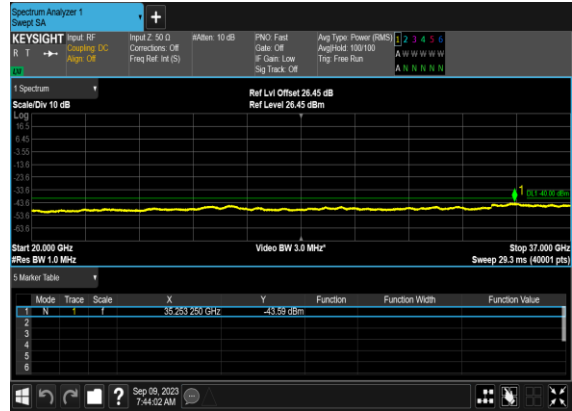 Spectrum Analyzer 1
Swept SA
+
KEYSIGHT Input: RF Input Z: 50 Ω #Atten: 10 dB PNO: Fast Avg Type: Power (RMS) 1 2 3 4 5 6
R T Coupling: DC Corrections: Off Gate: Off Avg|Hold: 100/100 A W W W W W
Align: Off Freq Ref: Int (S) IF Gain: Low Trig: Free Run
Sig Track: Off A N N N N N
1 Spectrum
Ref Lvl Offset 26.45 dB
Scale/Div 10 dB Ref Level 26.45 dBm
Log
16.5
6.45
-3.55
-13.6
-23.6
-33.6
1 DL1 -40.00 dBm
-43.6
-53.6
-63.6
Start 20.000 GHz Video BW 3.0 MHz* Stop 37.000 GHz
#Res BW 1.0 MHz Sweep 29.3 ms (40001 pts)
5 Marker Table
Mode Trace Scale X Y Function Function Width Function Value
1 N 1 f 35.253 250 GHz -43.59 dBm
2
3
4
5
6
? Sep 09, 2023
7:44:02 AM